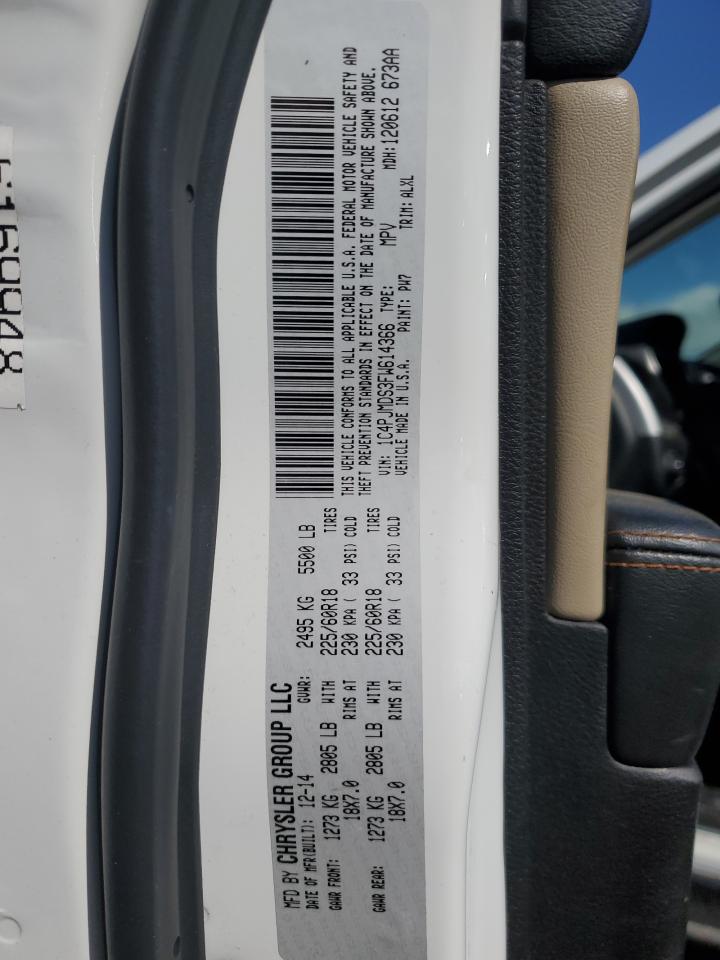 MFD BY CHRYSLER GROUP LLC
DATE OF MFR(BUILT): 12-14 GVWR: 2495 KG 5500 LB
GAWR FRONT: 1273 KG 2805 LB WITH 225/60R18 TIRES
18X7.0 RIMS AT 230 KPA ( 33 PSI) COLD
GAWR REAR: 1273 KG 2805 LB WITH 225/60R18 TIRES
18X7.0 RIMS AT 230 KPA ( 33 PSI) COLD
THIS VEHICLE CONFORMS TO ALL APPLICABLE U.S.A. FEDERAL MOTOR VEHICLE SAFETY AND
THEFT PREVENTION STANDARDS IN EFFECT ON THE DATE OF MANUFACTURE SHOWN ABOVE.
VIN: 1C4PJMDS3FW614366 TYPE: MPV MDH:120612 673AA
VEHICLE MADE IN U.S.A. PAINT: PW7 TRIM: ALXL